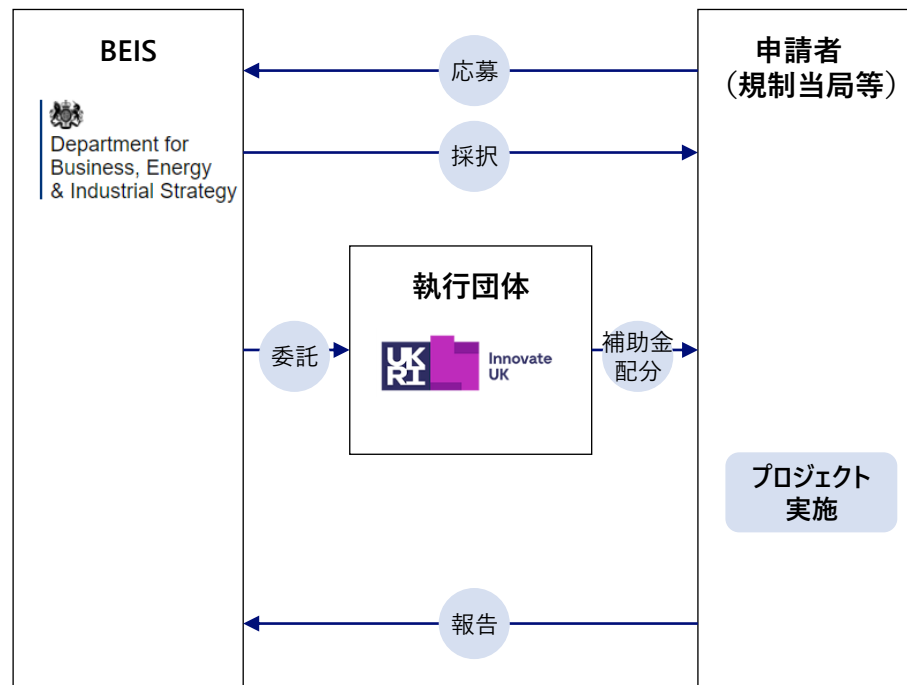 BEIS
Department for
Business, Energy
& Industrial Strategy
応募
申請者
（規制当局等）
採択
執行団体
委託
UK
RI
Innovate
UK
補助金
配分
プロジェクト
実施
報告